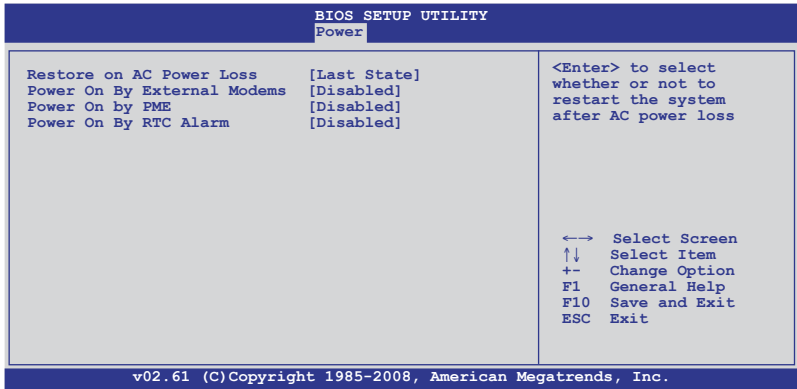 BIOS SETUP UTILITY
Power
Restore on AC Power Loss [Last State]
Power On By External Modems [Disabled]
Power On by PME [Disabled]
Power On By RTC Alarm [Disabled]
<Enter> to select
whether or not to
restart the system
after AC power loss
←→ Select Screen
↑↓ Select Item
+- Change Option
F1 General Help
F10 Save and Exit
ESC Exit
v02.61 (C)Copyright 1985-2008, American Megatrends, Inc.